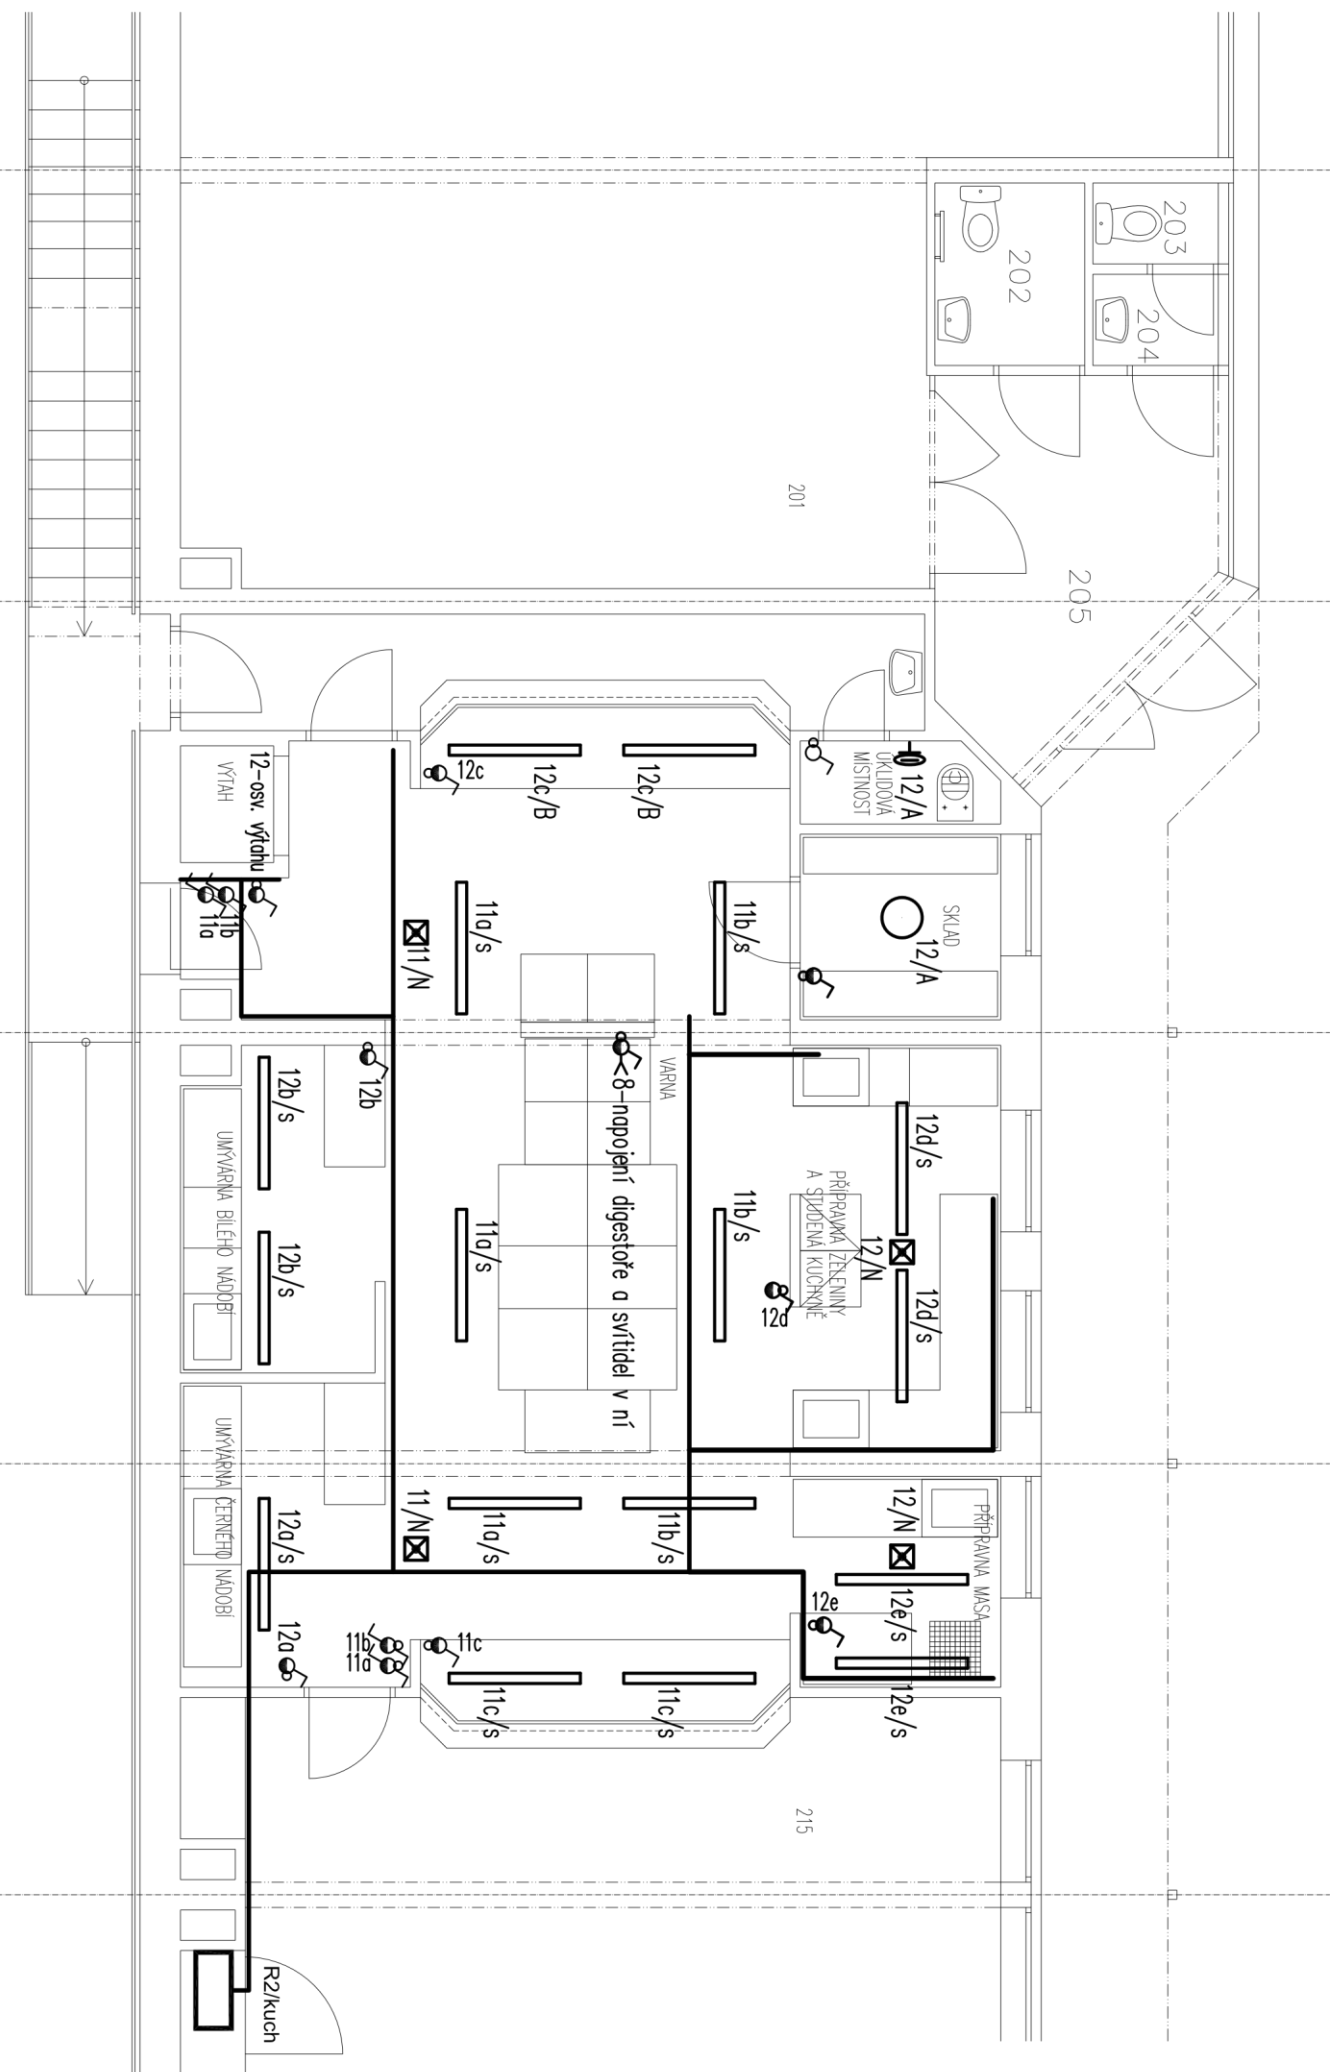 203
202
204
201
205
12/A
ÚKLIDOVÁ
MÍSTNOST
12c
12c/B
12c/B
12-osv. výtahu
VÝTAH
11b
11a
11/N
11a/s
11b/s
SKLAD
12/A
12b
12b/s
UMÝVÁRNA BÍLÉHO NÁDOBÍ
12b/s
VARNA
8-napojení digestoře a svítidel v ní
11a/s
11b/s
12d/s
PŘÍPRAVNA ZELENINY
A STUDENÁ KUCHYNĚ
12/N
12d
12d/s
UMÝVÁRNA ČERNÉHO NÁDOBÍ
12a/s
12a
11/N
11a/s
11b/s
12/N
PŘÍPRAVNA MASA
12e
12e/s
12e/s
11b
11a
11c
11c/s
11c/s
215
R2/kuch